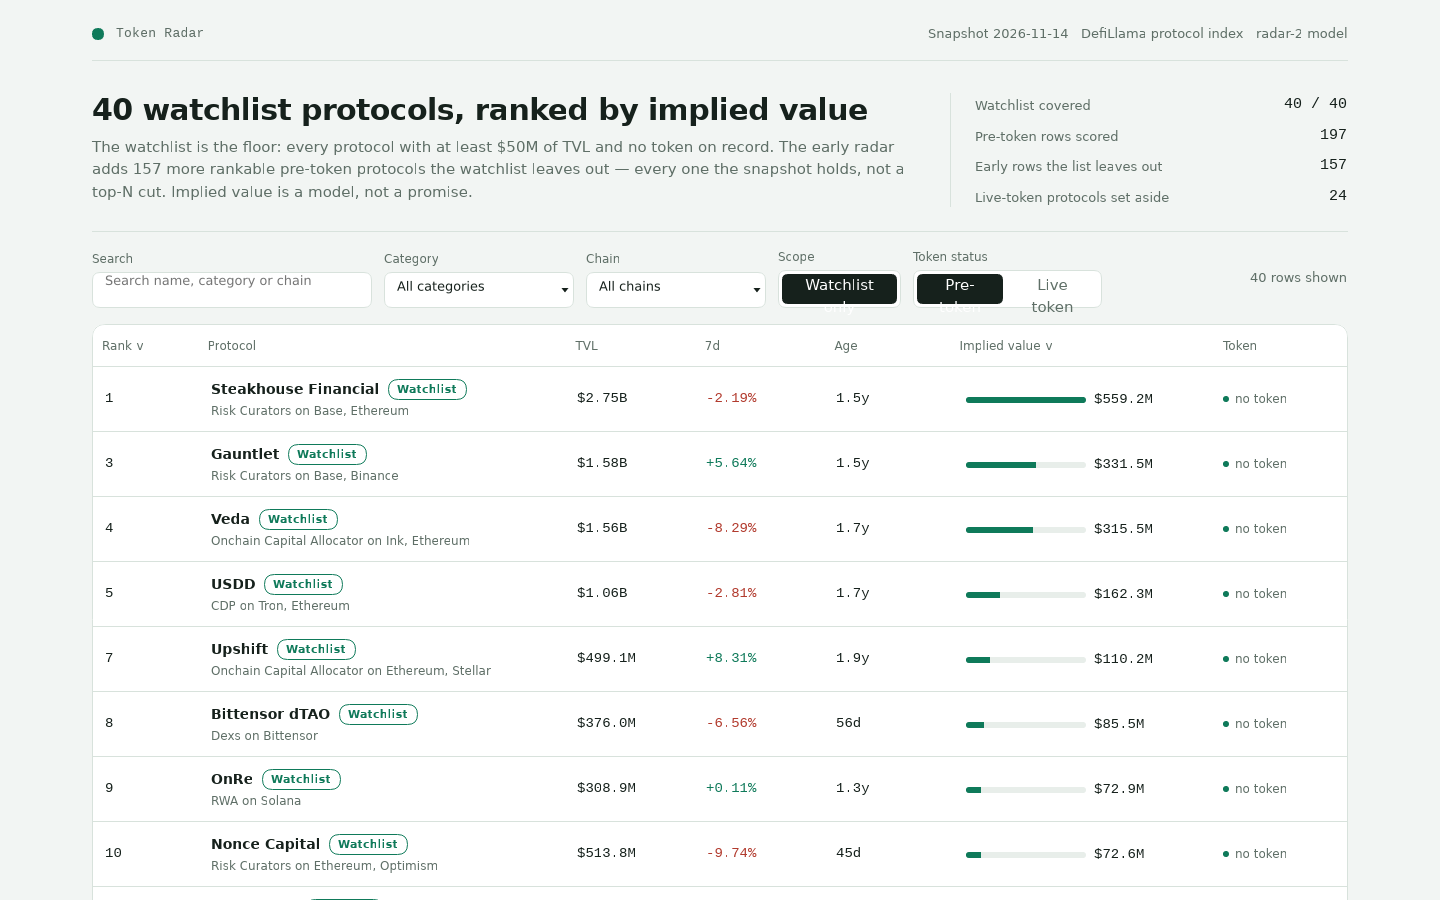 Token Radar
Snapshot 2026-11-14 DefiLlama protocol index radar-2 model
40 watchlist protocols, ranked by implied value
The watchlist is the floor: every protocol with at least $50M of TVL and no token on record. The early radar
adds 157 more rankable pre-token protocols the watchlist leaves out — every one the snapshot holds, not a
top-N cut. Implied value is a model, not a promise.
Watchlist covered 40 / 40
Pre-token rows scored 197
Early rows the list leaves out 157
Live-token protocols set aside 24
Search
Search name, category or chain
Category
All categories
Chain
All chains
Scope
Watchlist
only
Token status
Pre-
token
Live
token
40 rows shown
Rank ∨ Protocol TVL 7d Age Implied value ∨ Token
1 Steakhouse Financial Watchlist $2.75B -2.19% 1.5y $559.2M no token
Risk Curators on Base, Ethereum
3 Gauntlet Watchlist $1.58B +5.64% 1.5y $331.5M no token
Risk Curators on Base, Binance
4 Veda Watchlist $1.56B -8.29% 1.7y $315.5M no token
Onchain Capital Allocator on Ink, Ethereum
5 USDD Watchlist $1.06B -2.81% 1.7y $162.3M no token
CDP on Tron, Ethereum
7 Upshift Watchlist $499.1M +8.31% 1.9y $110.2M no token
Onchain Capital Allocator on Ethereum, Stellar
8 Bittensor dTAO Watchlist $376.0M -6.56% 56d $85.5M no token
Dexs on Bittensor
9 OnRe Watchlist $308.9M +0.11% 1.3y $72.9M no token
RWA on Solana
10 Nonce Capital Watchlist $513.8M -9.74% 45d $72.6M no token
Risk Curators on Ethereum, Optimism